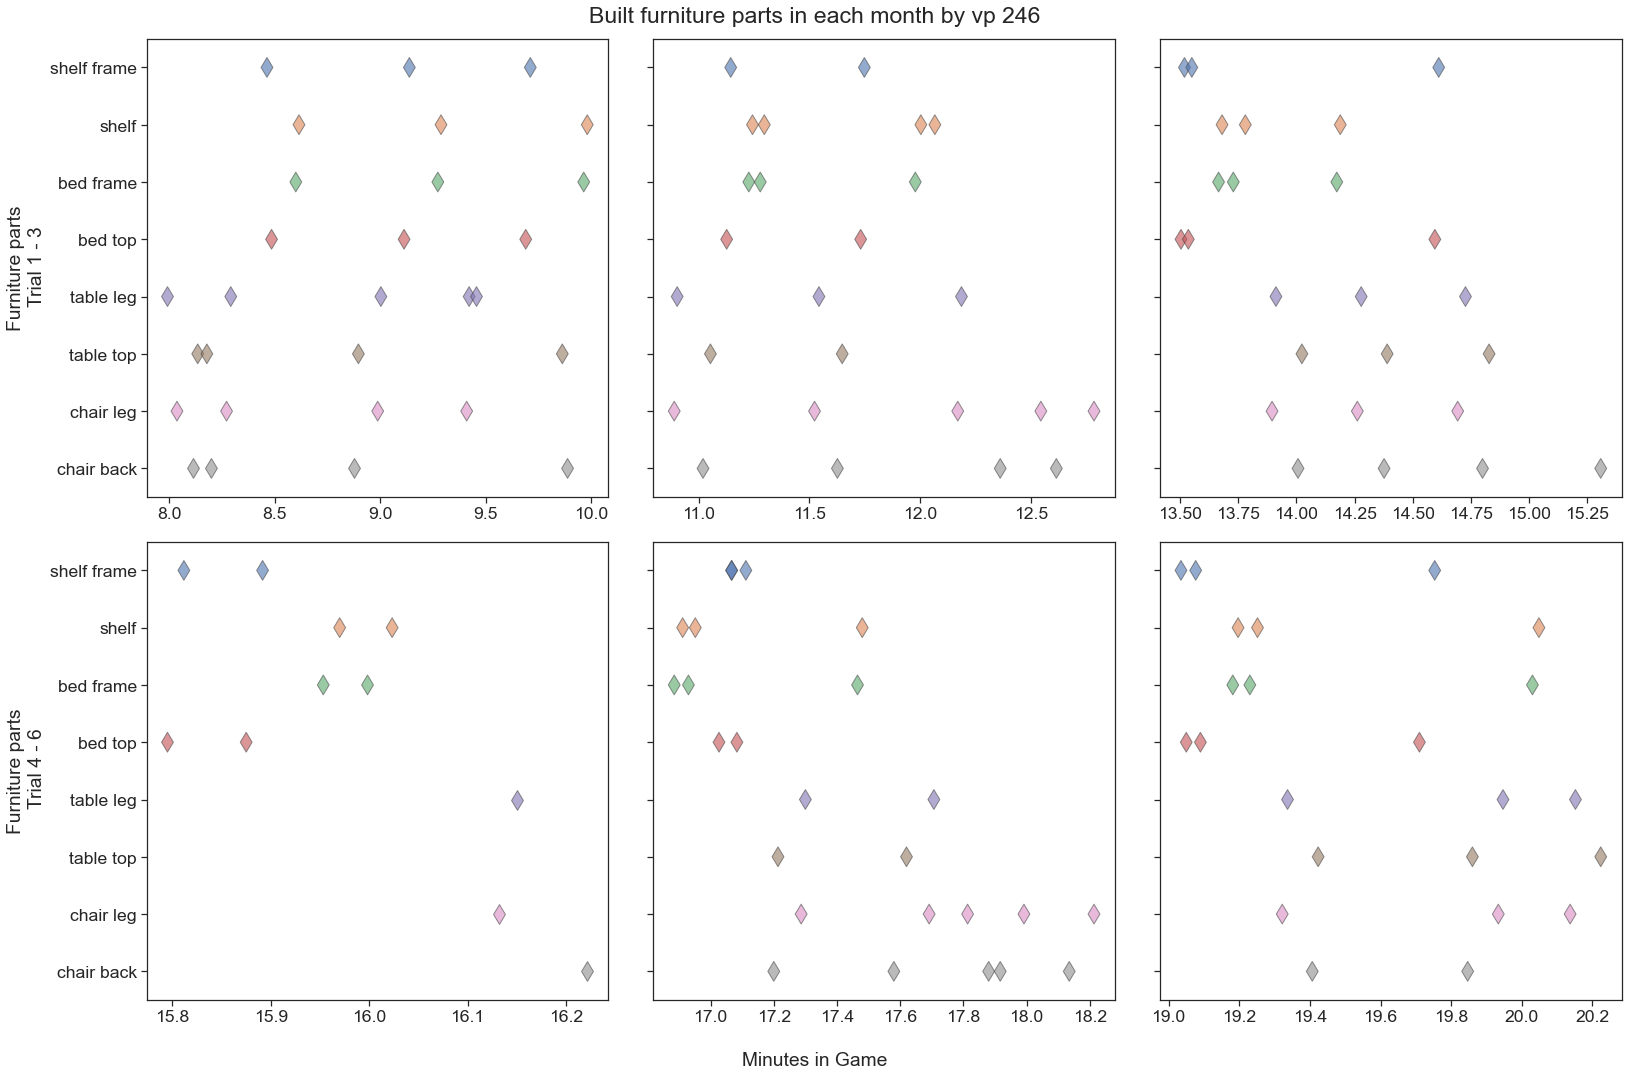 Built furniture parts in each month by vp 246
Furniture parts
Trial 1 - 3
shelf frame
shelf
bed frame
bed top
table leg
table top
chair leg
chair back
8.0 8.5 9.0 9.5 10.0
11.0 11.5 12.0 12.5
13.50 13.75 14.00 14.25 14.50 14.75 15.00 15.25
Furniture parts
Trial 4 - 6
shelf frame
shelf
bed frame
bed top
table leg
table top
chair leg
chair back
15.8 15.9 16.0 16.1 16.2
17.0 17.2 17.4 17.6 17.8 18.0 18.2
19.0 19.2 19.4 19.6 19.8 20.0 20.2
Minutes in Game